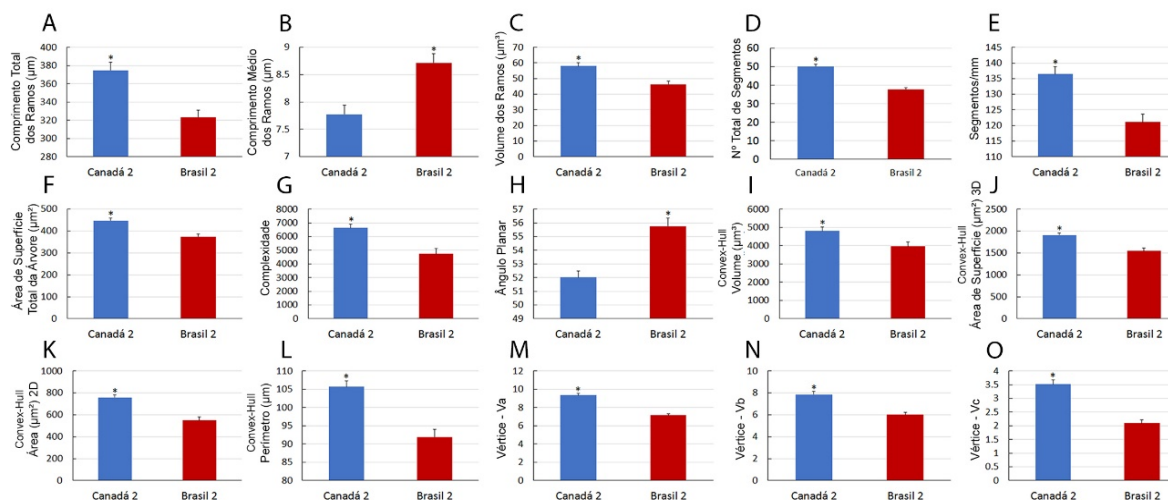 A
Comprimento Total
dos Ramos (µm)
400
380
360
340
320
300
280
*
Canadá 2
Brasil 2
B
Comprimento Médio
dos Ramos (µm)
9
8.5
8
7.5
7
*
Canadá 2
Brasil 2
C
Volume dos Ramos (µm³)
70
60
50
40
30
20
10
0
*
Canadá 2
Brasil 2
D
Nº Total de Segmentos
60
50
40
30
20
10
0
*
Canadá 2
Brasil 2
E
Segmentos/mm
145
140
135
130
125
120
115
110
*
Canadá 2
Brasil 2
F
Área de Superfície
Total da Árvore (µm²)
500
400
300
200
100
0
*
Canadá 2
Brasil 2
G
Complexidade
8000
7000
6000
5000
4000
3000
2000
1000
0
*
Canadá 2
Brasil 2
H
Ângulo Planar
57
56
55
54
53
52
51
50
49
*
Canadá 2
Brasil 2
I
Convex-Hull
Volume (µm³)
6000
5000
4000
3000
2000
1000
0
*
Canadá 2
Brasil 2
J
Convex-Hull
Área de Superfície (µm²) 3D
2500
2000
1500
1000
500
0
*
Canadá 2
Brasil 2
K
Convex-Hull
Área (µm²) 2D
1000
800
600
400
200
0
*
Canadá 2
Brasil 2
L
Convex-Hull
Perímetro (µm)
110
105
100
95
90
85
80
*
Canadá 2
Brasil 2
M
Vértice - Va
12
10
8
6
4
2
0
*
Canadá 2
Brasil 2
N
Vértice - Vb
10
8
6
4
2
0
*
Canadá 2
Brasil 2
O
Vértice - Vc
4
3.5
3
2.5
2
1.5
1
0.5
0
*
Canadá 2
Brasil 2